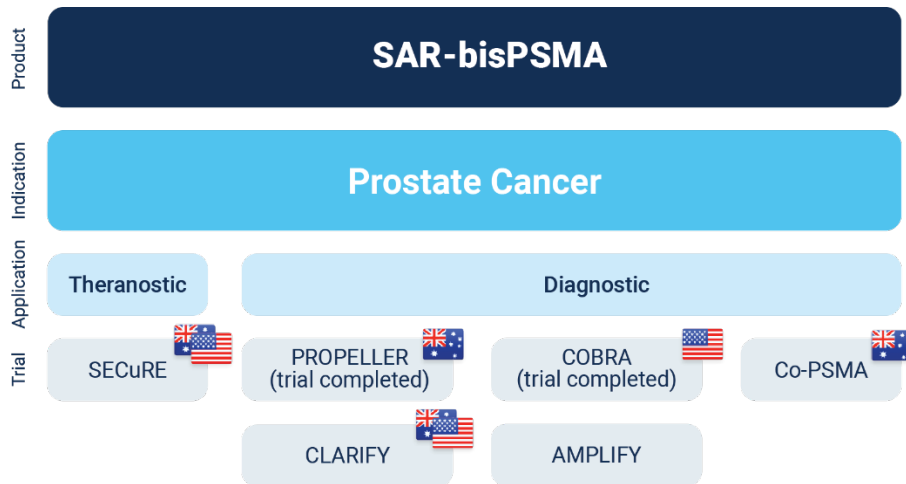 Product
SAR-bisPSMA
Indication
Prostate Cancer
Application
Theranostic
Diagnostic
Trial
SECuRE
PROPELLER
(trial completed)
COBRA
(trial completed)
Co-PSMA
CLARIFY
AMPLIFY